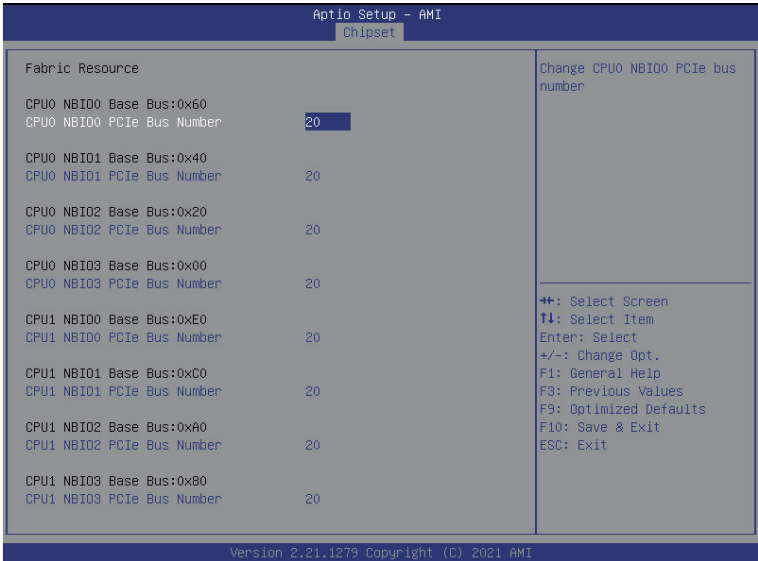 Aptio Setup - AMI
Chipset
Fabric Resource
CPU0 NBIO0 Base Bus:0x60
CPU0 NBIO0 PCIe Bus Number 20
CPU0 NBIO1 Base Bus:0x40
CPU0 NBIO1 PCIe Bus Number 20
CPU0 NBIO2 Base Bus:0x20
CPU0 NBIO2 PCIe Bus Number 20
CPU0 NBIO3 Base Bus:0x00
CPU0 NBIO3 PCIe Bus Number 20
CPU1 NBIO0 Base Bus:0xE0
CPU1 NBIO0 PCIe Bus Number 20
CPU1 NBIO1 Base Bus:0xC0
CPU1 NBIO1 PCIe Bus Number 20
CPU1 NBIO2 Base Bus:0xA0
CPU1 NBIO2 PCIe Bus Number 20
CPU1 NBIO3 Base Bus:0x80
CPU1 NBIO3 PCIe Bus Number 20
Change CPU0 NBIO0 PCIe bus
number
→←: Select Screen
↑↓: Select Item
Enter: Select
+/-: Change Opt.
F1: General Help
F3: Previous Values
F9: Optimized Defaults
F10: Save & Exit
ESC: Exit
Version 2.21.1279 Copyright (C) 2021 AMI